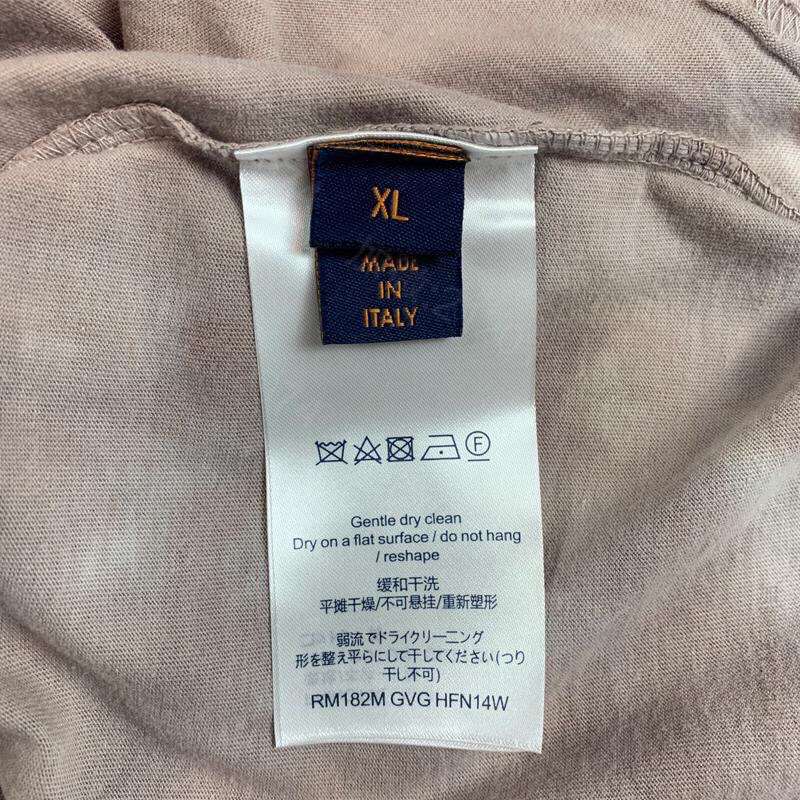 XL
MADE
IN
ITALY
F
Gentle dry clean
Dry on a flat surface / do not hang
/ reshape
缓和干洗
平摊干燥/不可悬挂/重新塑形
弱流でドライクリーニング
形を整え平らにして干してください(つり
干し不可)
RM182M GVG HFN14W